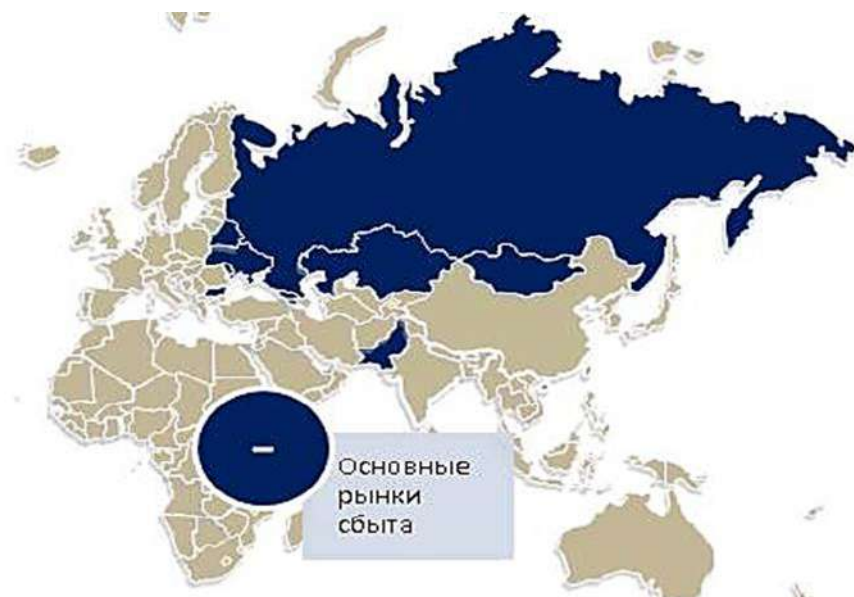 –
Основные
рынки
сбыта